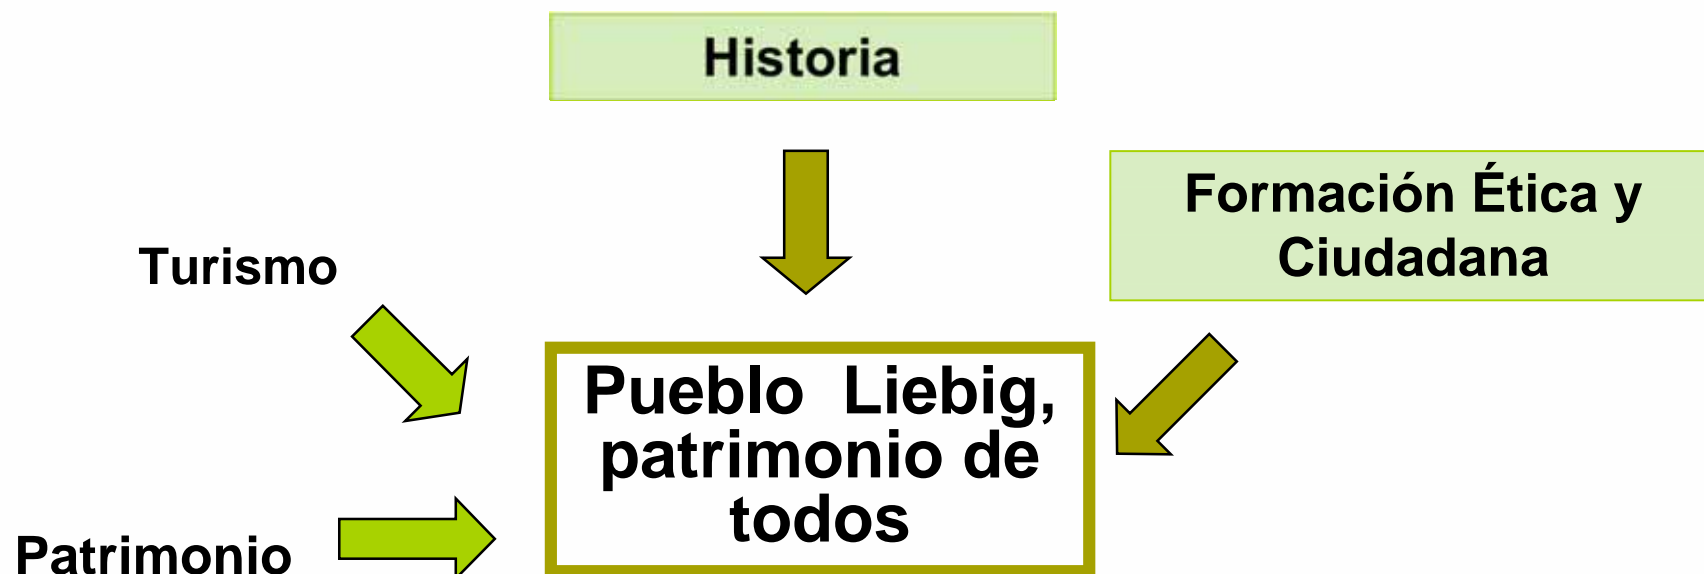 Historia
Formación Ética y
Ciudadana
Turismo
Pueblo Liebig,
patrimonio de
todos
Patrimonio